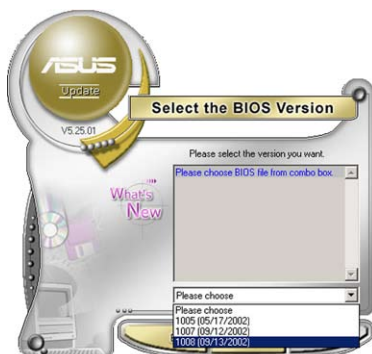 ASUS
Update
V5.25.01
Select the BIOS Version
Please select the version you want.
Please choose BIOS file from combo box.
What's
New
Please choose
Please choose
1005 (05/17/2002)
1007 (09/12/2002)
1008 (09/13/2002)